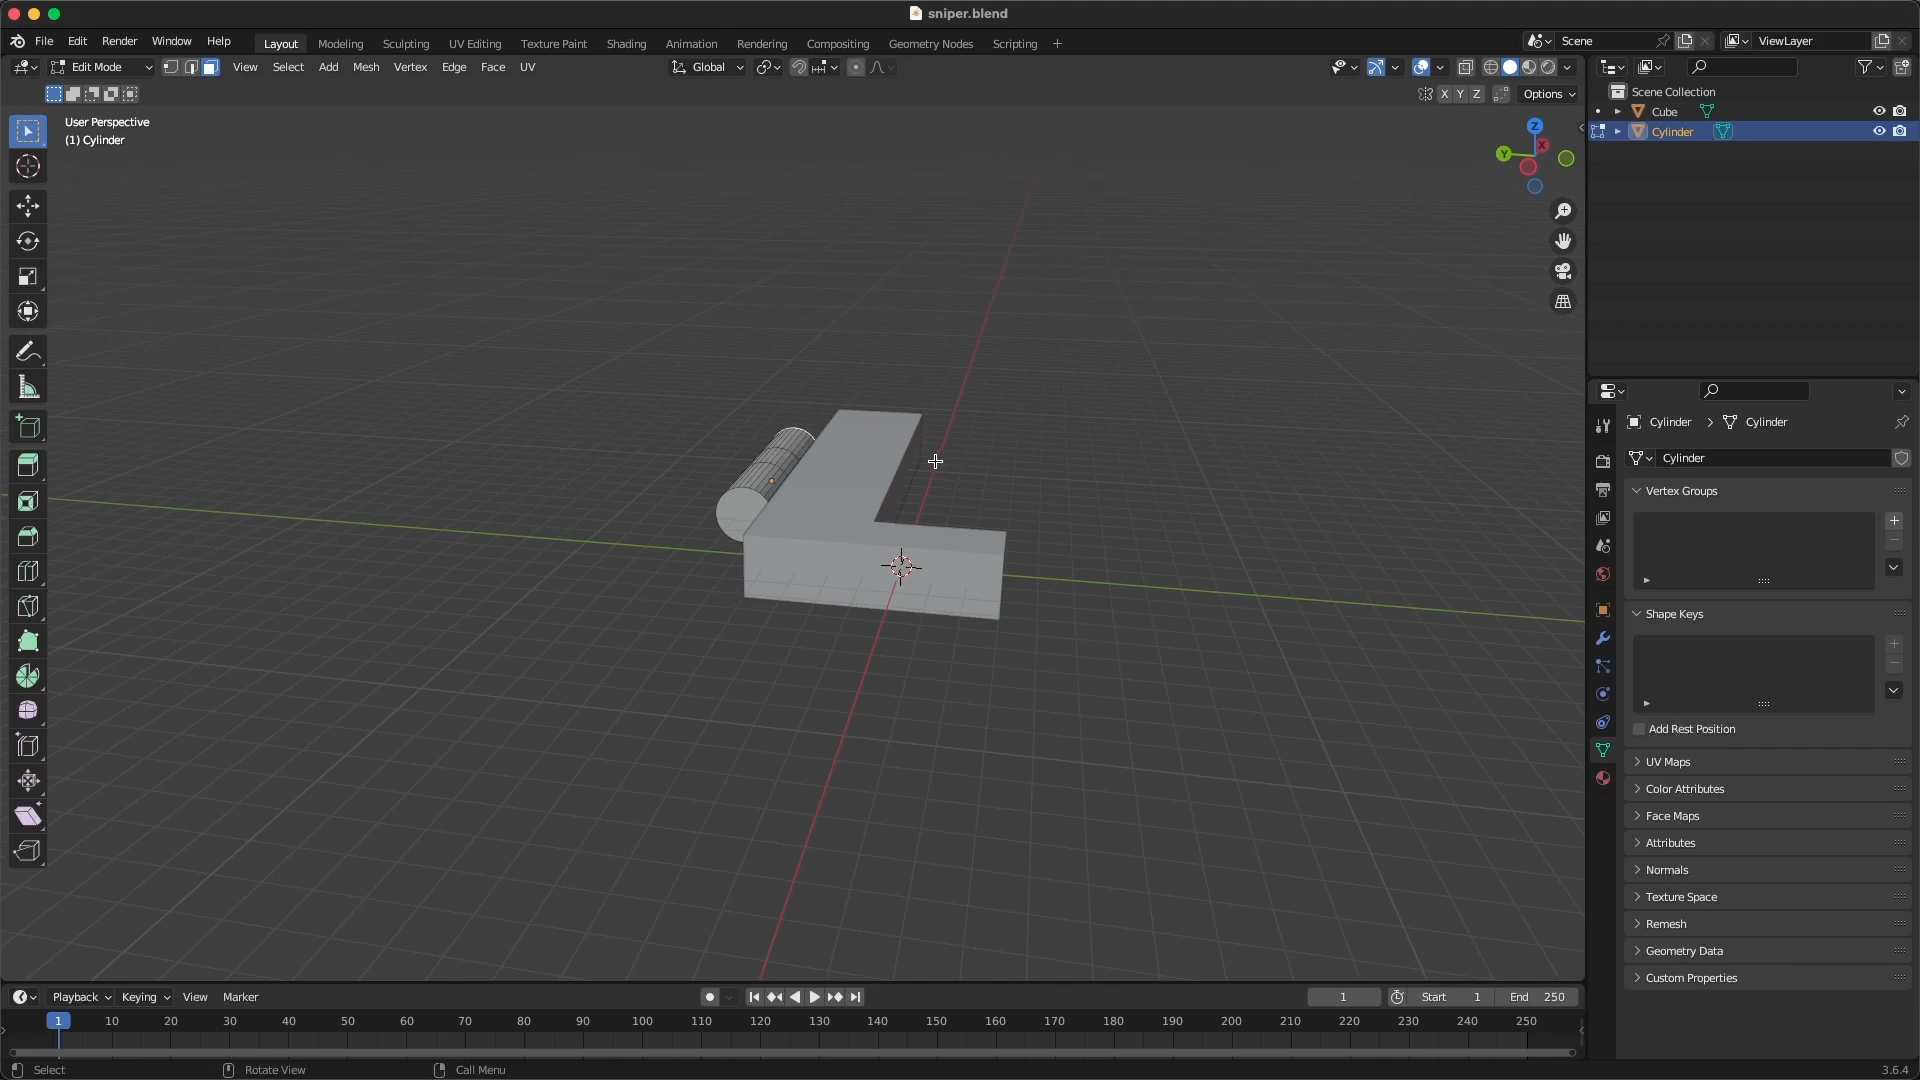 sniper.blend
File Edit Render Window Help Layout Modeling Sculpting UV Editing Texture Paint Shading Animation Rendering Compositing Geometry Nodes Scripting + Scene ViewLayer
Edit Mode View Select Add Mesh Vertex Edge Face UV Global
X Y Z Options
User Perspective
(1) Cylinder
Z
X
Y
Scene Collection
Cube
Cylinder
Cylinder > Cylinder
Cylinder
Vertex Groups
Shape Keys
Add Rest Position
UV Maps
Color Attributes
Face Maps
Attributes
Normals
Texture Space
Remesh
Geometry Data
Custom Properties
Playback Keying View Marker 1 Start 1 End 250
1 10 20 30 40 50 60 70 80 90 100 110 120 130 140 150 160 170 180 190 200 210 220 230 240 250
Select Rotate View Call Menu 3.6.4